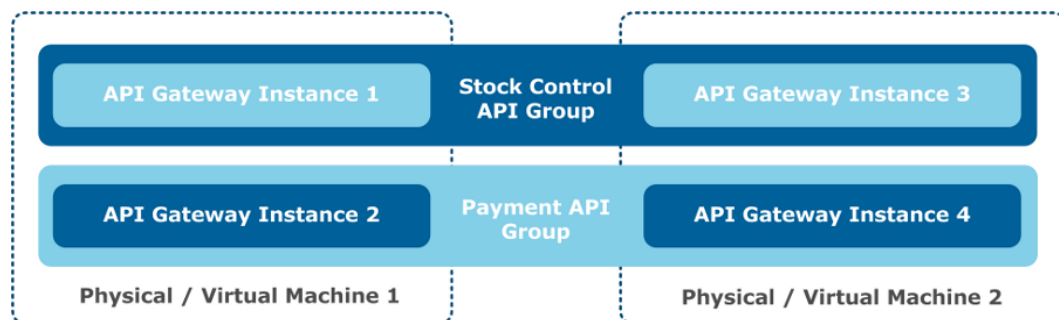 API Gateway Instance 1
Stock Control
API Group
API Gateway Instance 3
API Gateway Instance 2
Payment API
Group
API Gateway Instance 4
Physical / Virtual Machine 1
Physical / Virtual Machine 2